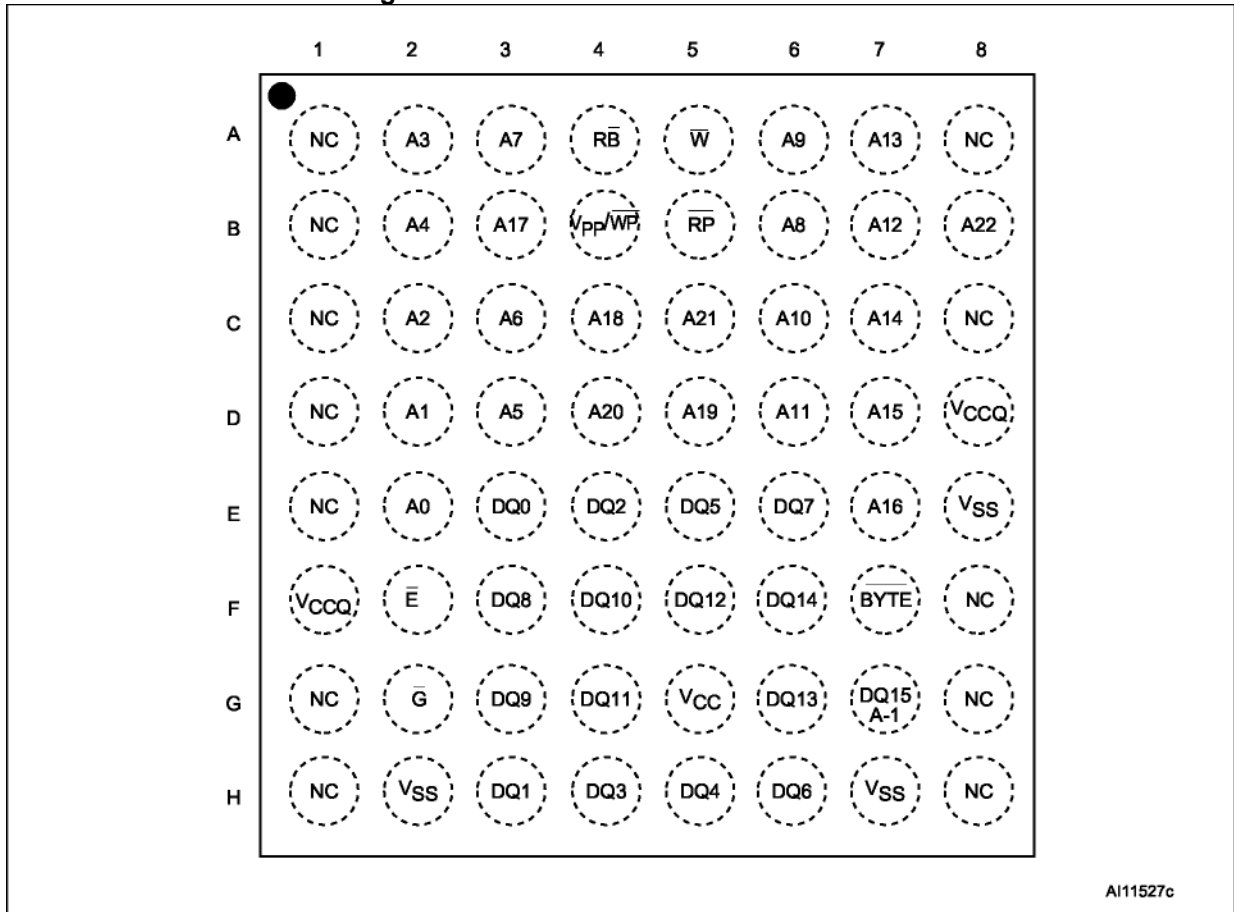 1 2 3 4 5 6 7 8
A NC A3 A7 RB̅ W̅ A9 A13 NC
B NC A4 A17 VPP/W̅P̅ R̅P̅ A8 A12 A22
C NC A2 A6 A18 A21 A10 A14 NC
D NC A1 A5 A20 A19 A11 A15 VCCQ
E NC A0 DQ0 DQ2 DQ5 DQ7 A16 VSS
F VCCQ E̅ DQ8 DQ10 DQ12 DQ14 B̅Y̅T̅E̅ NC
G NC G̅ DQ9 DQ11 VCC DQ13 DQ15 A-1 NC
H NC VSS DQ1 DQ3 DQ4 DQ6 VSS NC
AI11527c